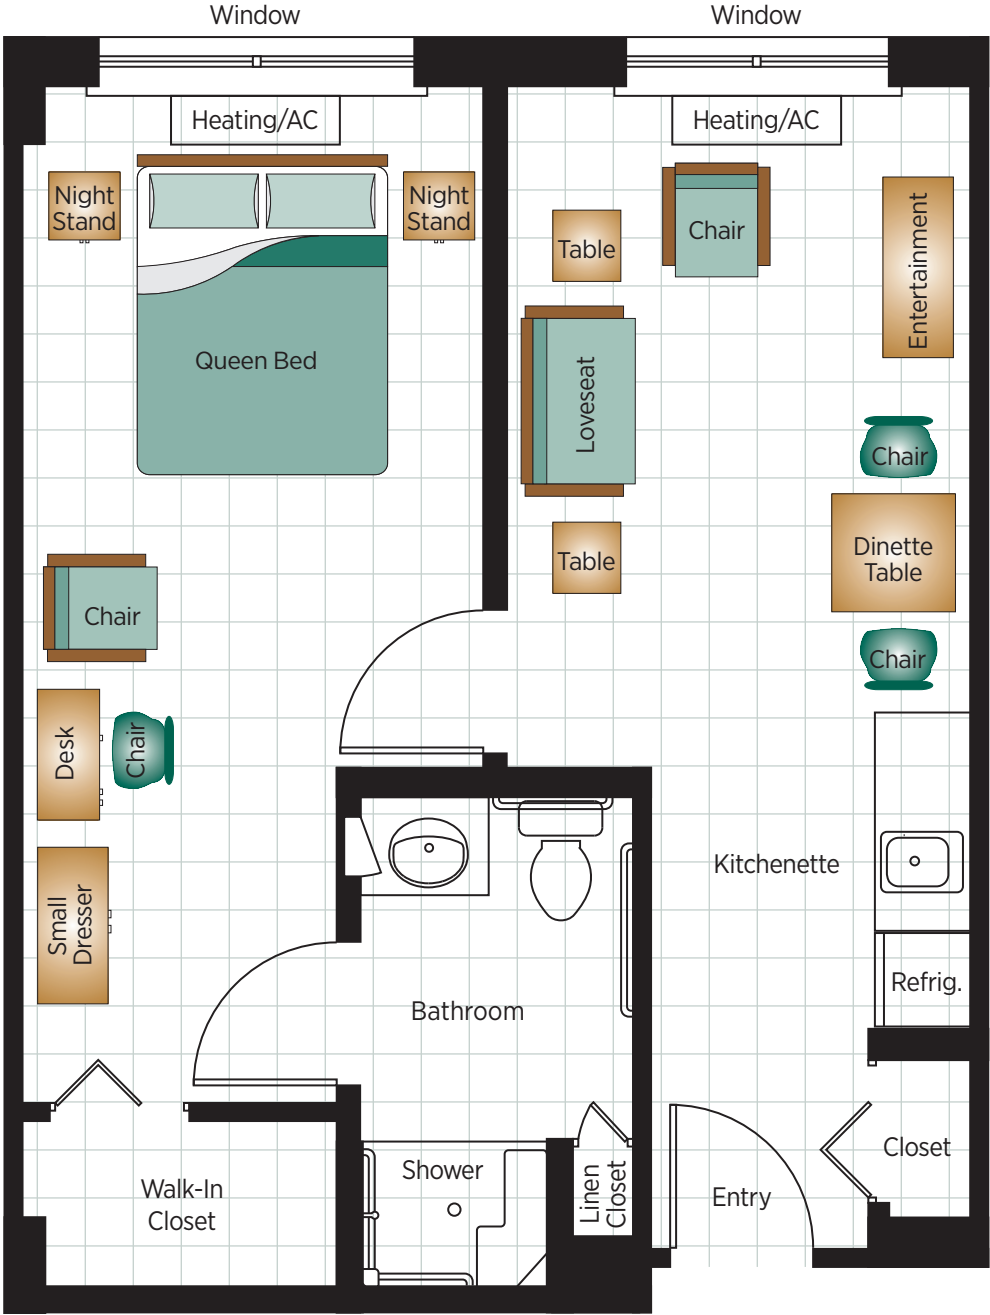 Window
Window
Heating/AC
Heating/AC
Night
Stand
Night
Stand
Queen Bed
Table
Chair
Entertainment
Loveseat
Chair
Table
Dinette
Table
Chair
Chair
Desk
Chair
Small
Dresser
Kitchenette
Refrig.
Bathroom
Walk-In
Closet
Shower
Linen
Closet
Entry
Closet